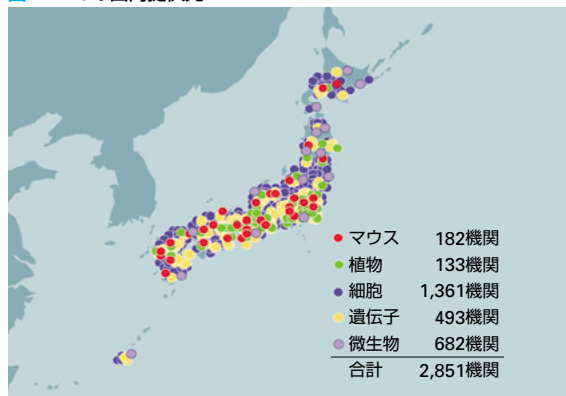 マウス 182機関
植物 133機関
細胞 1,361機関
遺伝子 493機関
微生物 682機関
合計 2,851機関